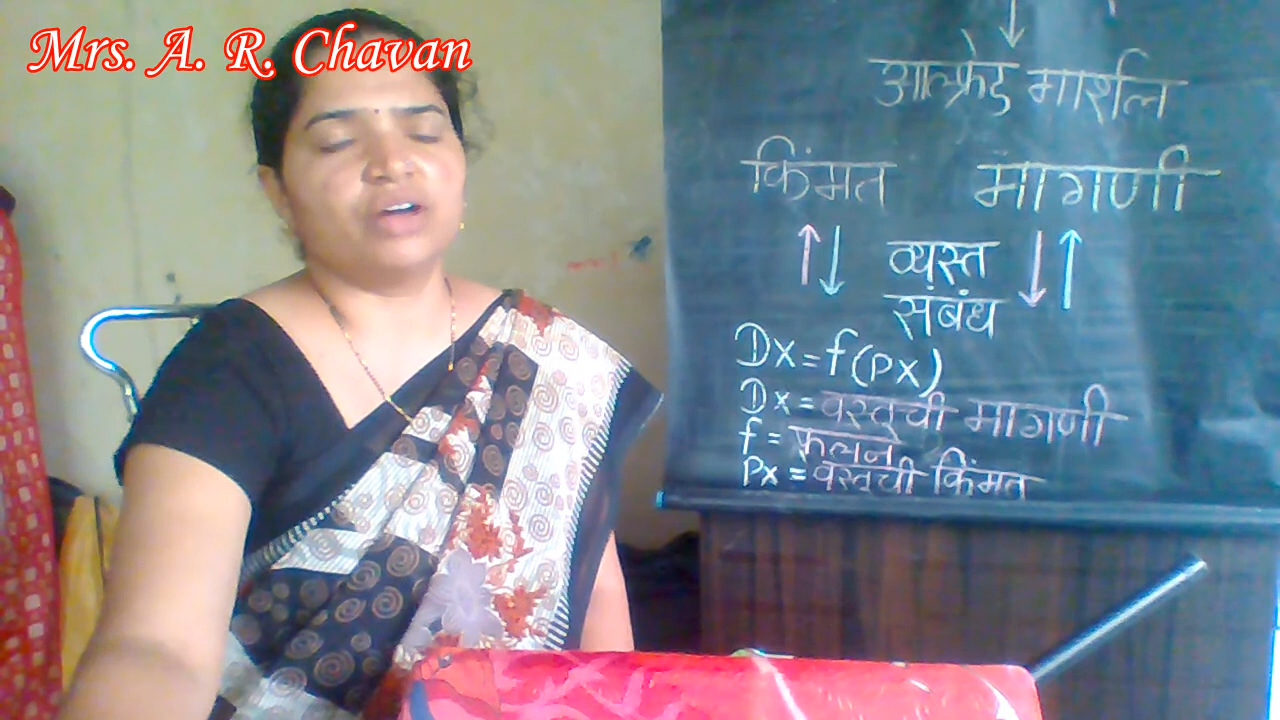 Mrs. A. R. Chavan
आल्फ्रेड मार्शल
किंमत मागणी
व्यस्त
संबंध
Dx = f(Px)
Dx = वस्तूची मागणी
f = फलन
Px = वस्तूची किंमत